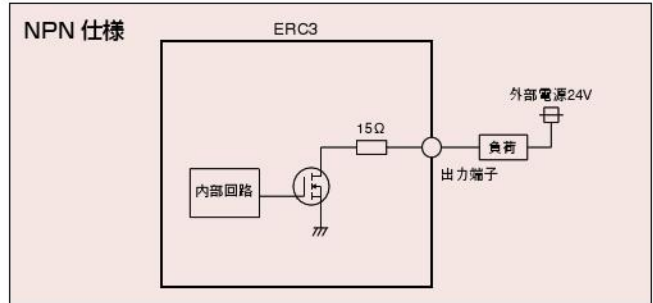 NPN 仕様
ERC3
外部電源24V
15Ω
負荷
出力端子
内部回路